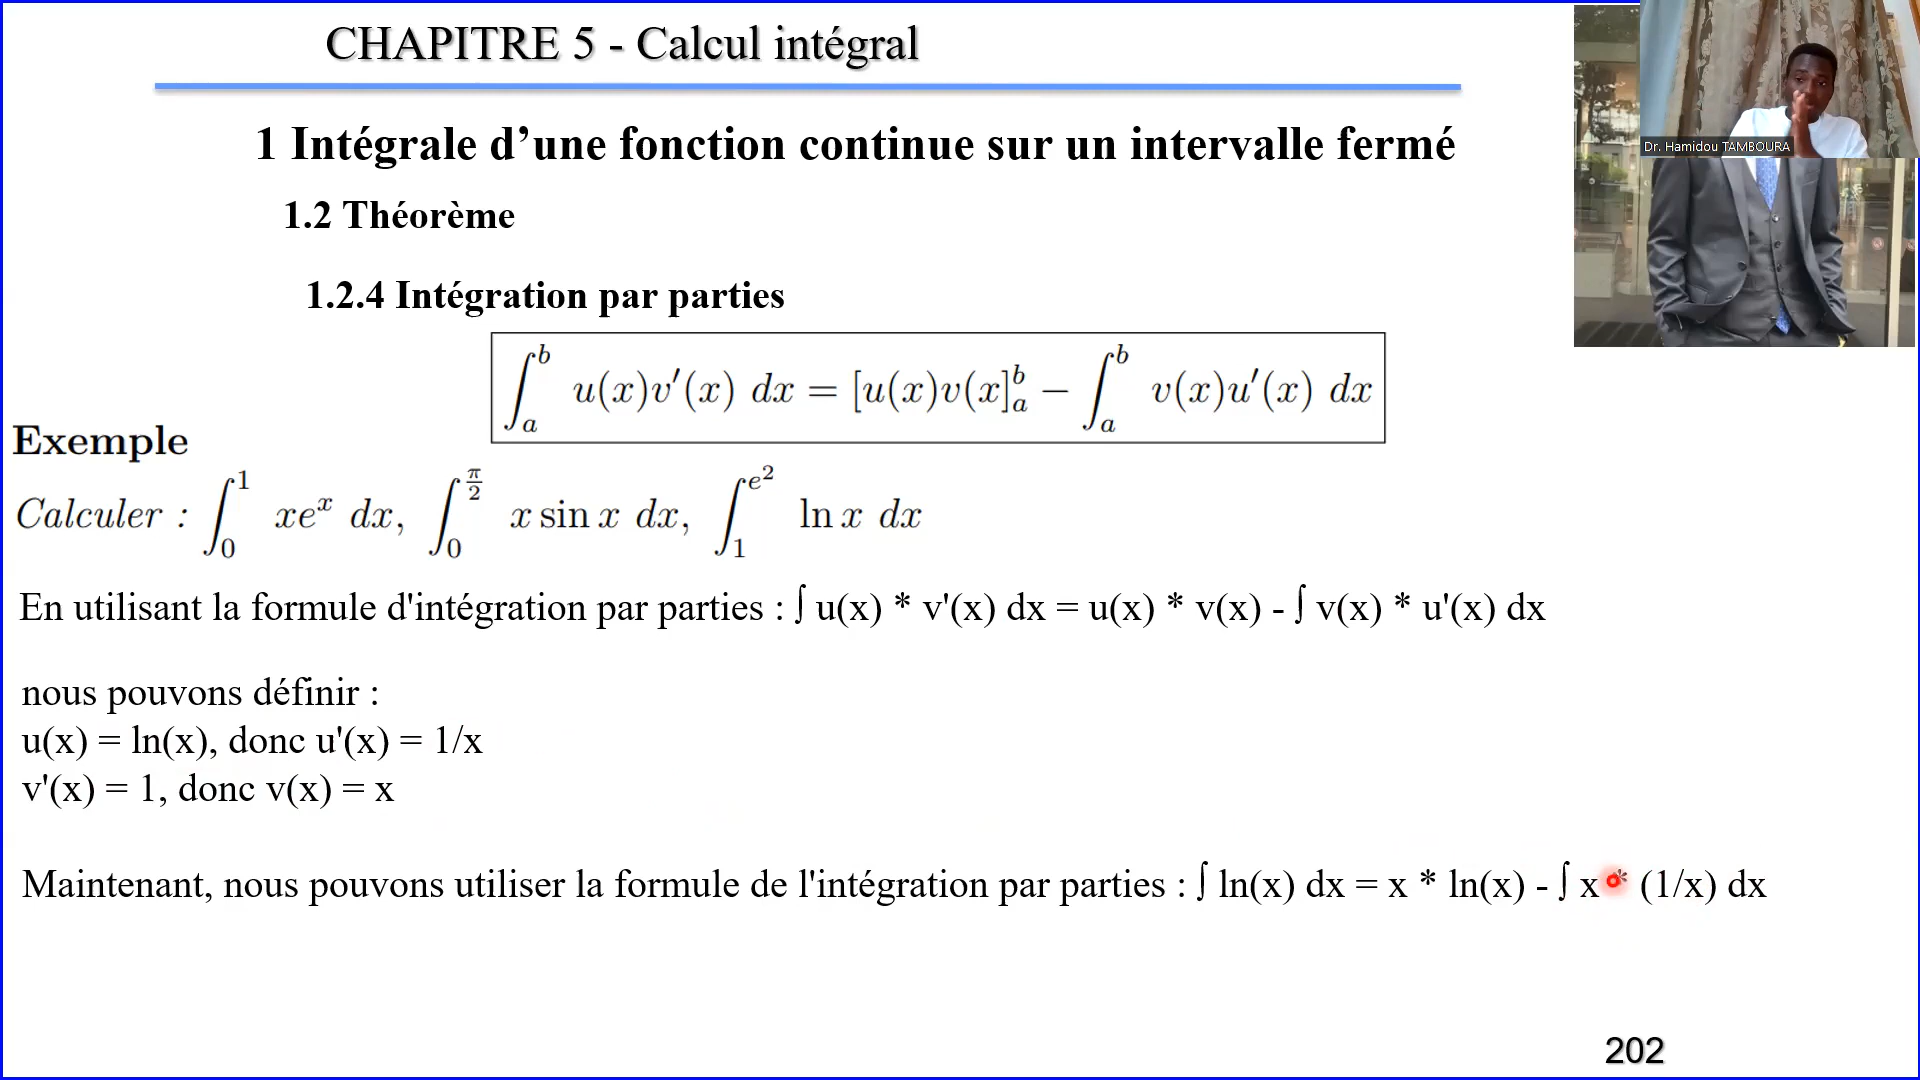 CHAPITRE 5 - Calcul intégral
Dr. Hamidou TAMBOURA
1 Intégrale d’une fonction continue sur un intervalle fermé
1.2 Théorème
1.2.4 Intégration par parties
∫_a^b u(x)v′(x) dx = [u(x)v(x]_a^b − ∫_a^b v(x)u′(x) dx
Exemple
Calculer : ∫_0^1 xe^x dx, ∫_0^{π/2} x sin x dx, ∫_1^{e^2} ln x dx
En utilisant la formule d'intégration par parties : ∫ u(x) * v'(x) dx = u(x) * v(x) - ∫ v(x) * u'(x) dx
nous pouvons définir :
u(x) = ln(x), donc u'(x) = 1/x
v'(x) = 1, donc v(x) = x
Maintenant, nous pouvons utiliser la formule de l'intégration par parties : ∫ ln(x) dx = x * ln(x) - ∫ x * (1/x) dx
202